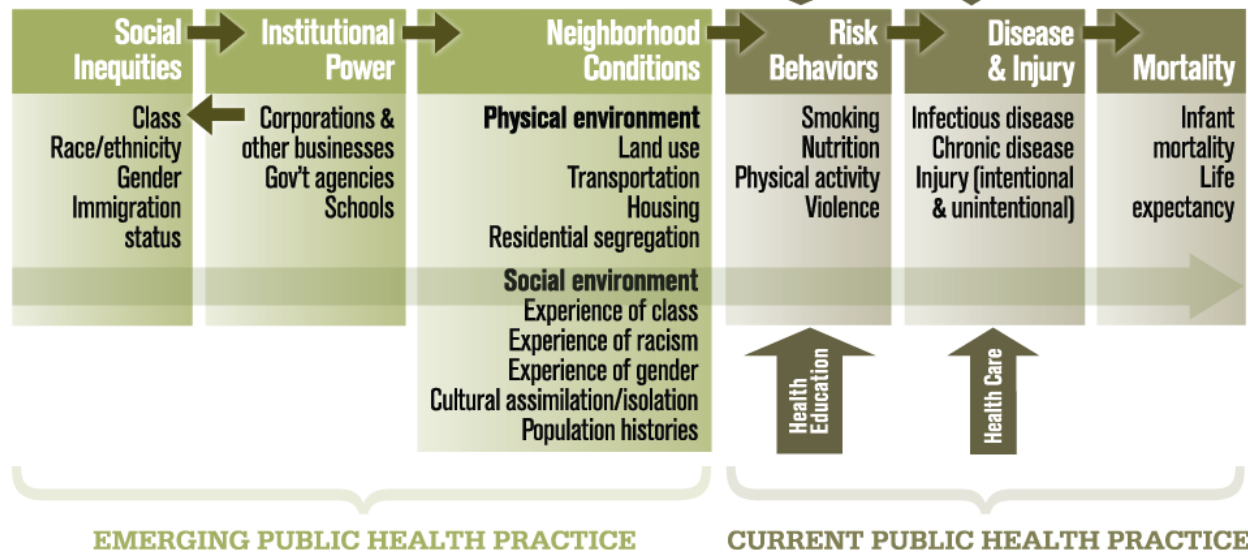 Social
Inequities
Class
Race/ethnicity
Gender
Immigration
status
Institutional
Power
Corporations &
other businesses
Gov't agencies
Schools
Neighborhood
Conditions
Physical environment
Land use
Transportation
Housing
Residential segregation
Social environment
Experience of class
Experience of racism
Experience of gender
Cultural assimilation/isolation
Population histories
Risk
Behaviors
Smoking
Nutrition
Physical activity
Violence
Health
Education
Disease
& Injury
Infectious disease
Chronic disease
Injury (intentional
& unintentional)
Health Care
Mortality
Infant
mortality
Life
expectancy
EMERGING PUBLIC HEALTH PRACTICE
CURRENT PUBLIC HEALTH PRACTICE